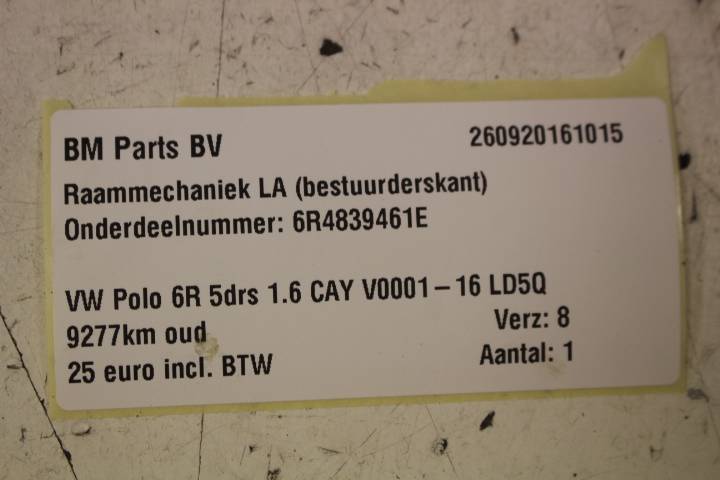 BM Parts BV 260920161015
Raammechaniek LA (bestuurderskant)
Onderdeelnummer: 6R4839461E
VW Polo 6R 5drs 1.6 CAY V0001-16 LD5Q
9277km oud Verz: 8
25 euro incl. BTW Aantal: 1